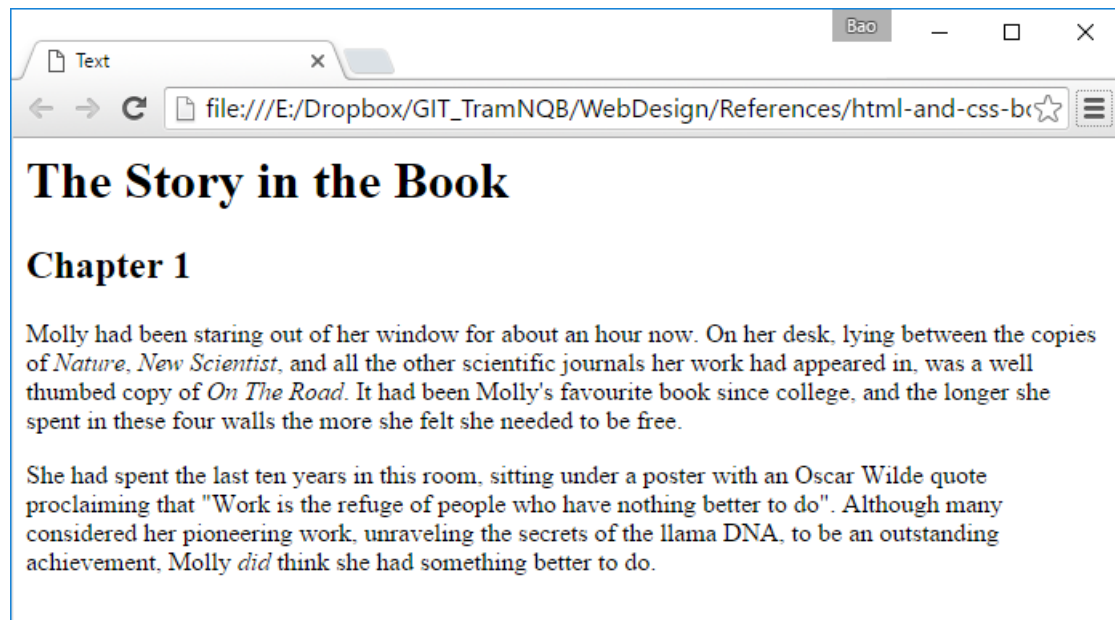 Bao
Text
file:///E:/Dropbox/GIT_TramNQB/WebDesign/References/html-and-css-bo
The Story in the Book
Chapter 1
Molly had been staring out of her window for about an hour now. On her desk, lying between the copies
of Nature, New Scientist, and all the other scientific journals her work had appeared in, was a well
thumbed copy of On The Road. It had been Molly's favourite book since college, and the longer she
spent in these four walls the more she felt she needed to be free.
She had spent the last ten years in this room, sitting under a poster with an Oscar Wilde quote
proclaiming that "Work is the refuge of people who have nothing better to do". Although many
considered her pioneering work, unraveling the secrets of the llama DNA, to be an outstanding
achievement, Molly did think she had something better to do.